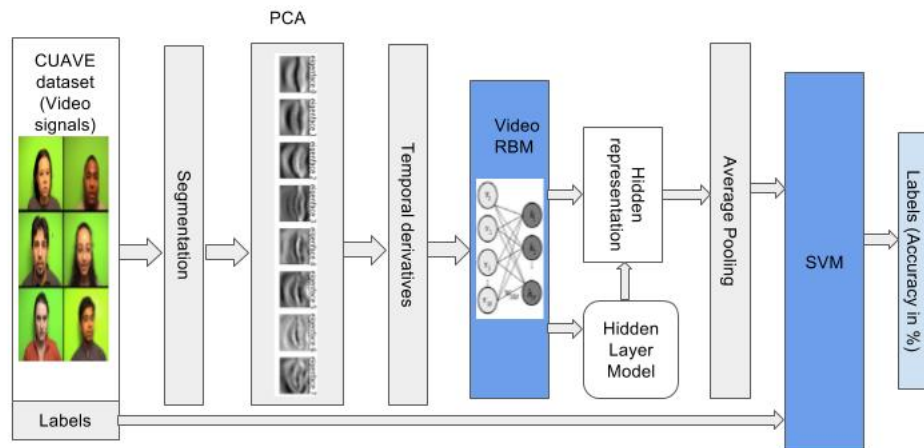 PCA
CUAVE
dataset
(Video
signals)
Labels
Segmentation
Temporal derivatives
Video
RBM
Hidden
representation
Hidden
Layer
Model
Average Pooling
SVM
Labels (Accuracy in
%)